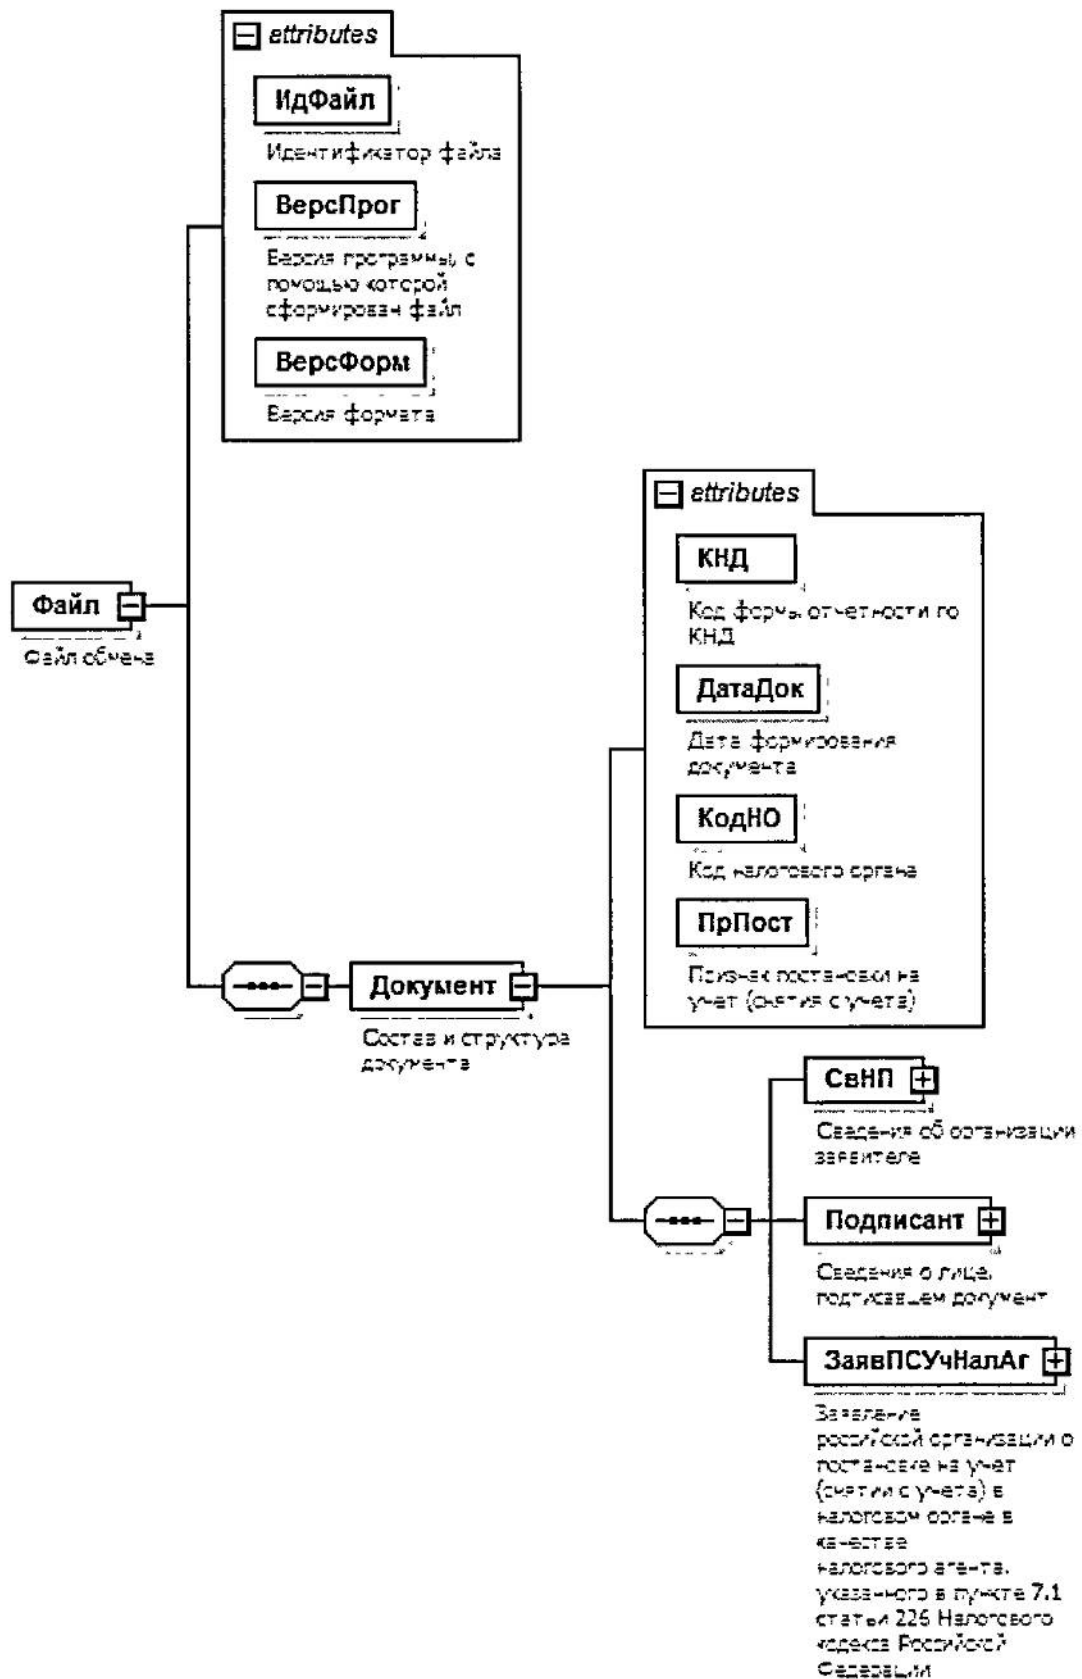 attributes
ИдФайл
Идентификатор файла
ВерсПрог
Версия программы, с
помощью которой
сформирован файл
ВерсФорм
Версия формата
Файл
Файл обмена
Документ
Состав и структура
документа
attributes
КНД
Код формы отчетности по
КНД
ДатаДок
Дата формирования
документа
КодНО
Код налогового органа
ПрПост
Признак постановки на
учет (снятия с учета)
СвНП
Сведения об организации
заявителе
Подписант
Сведения о лице,
подписавшем документ
ЗаявПСУчНалАг
Заявление
российской организации о
постановке на учет
(снятии с учета) в
налоговом органе в
качестве
налогового агента,
указанного в пункте 7.1
статьи 226 Налогового
кодекса Российской
Федерации